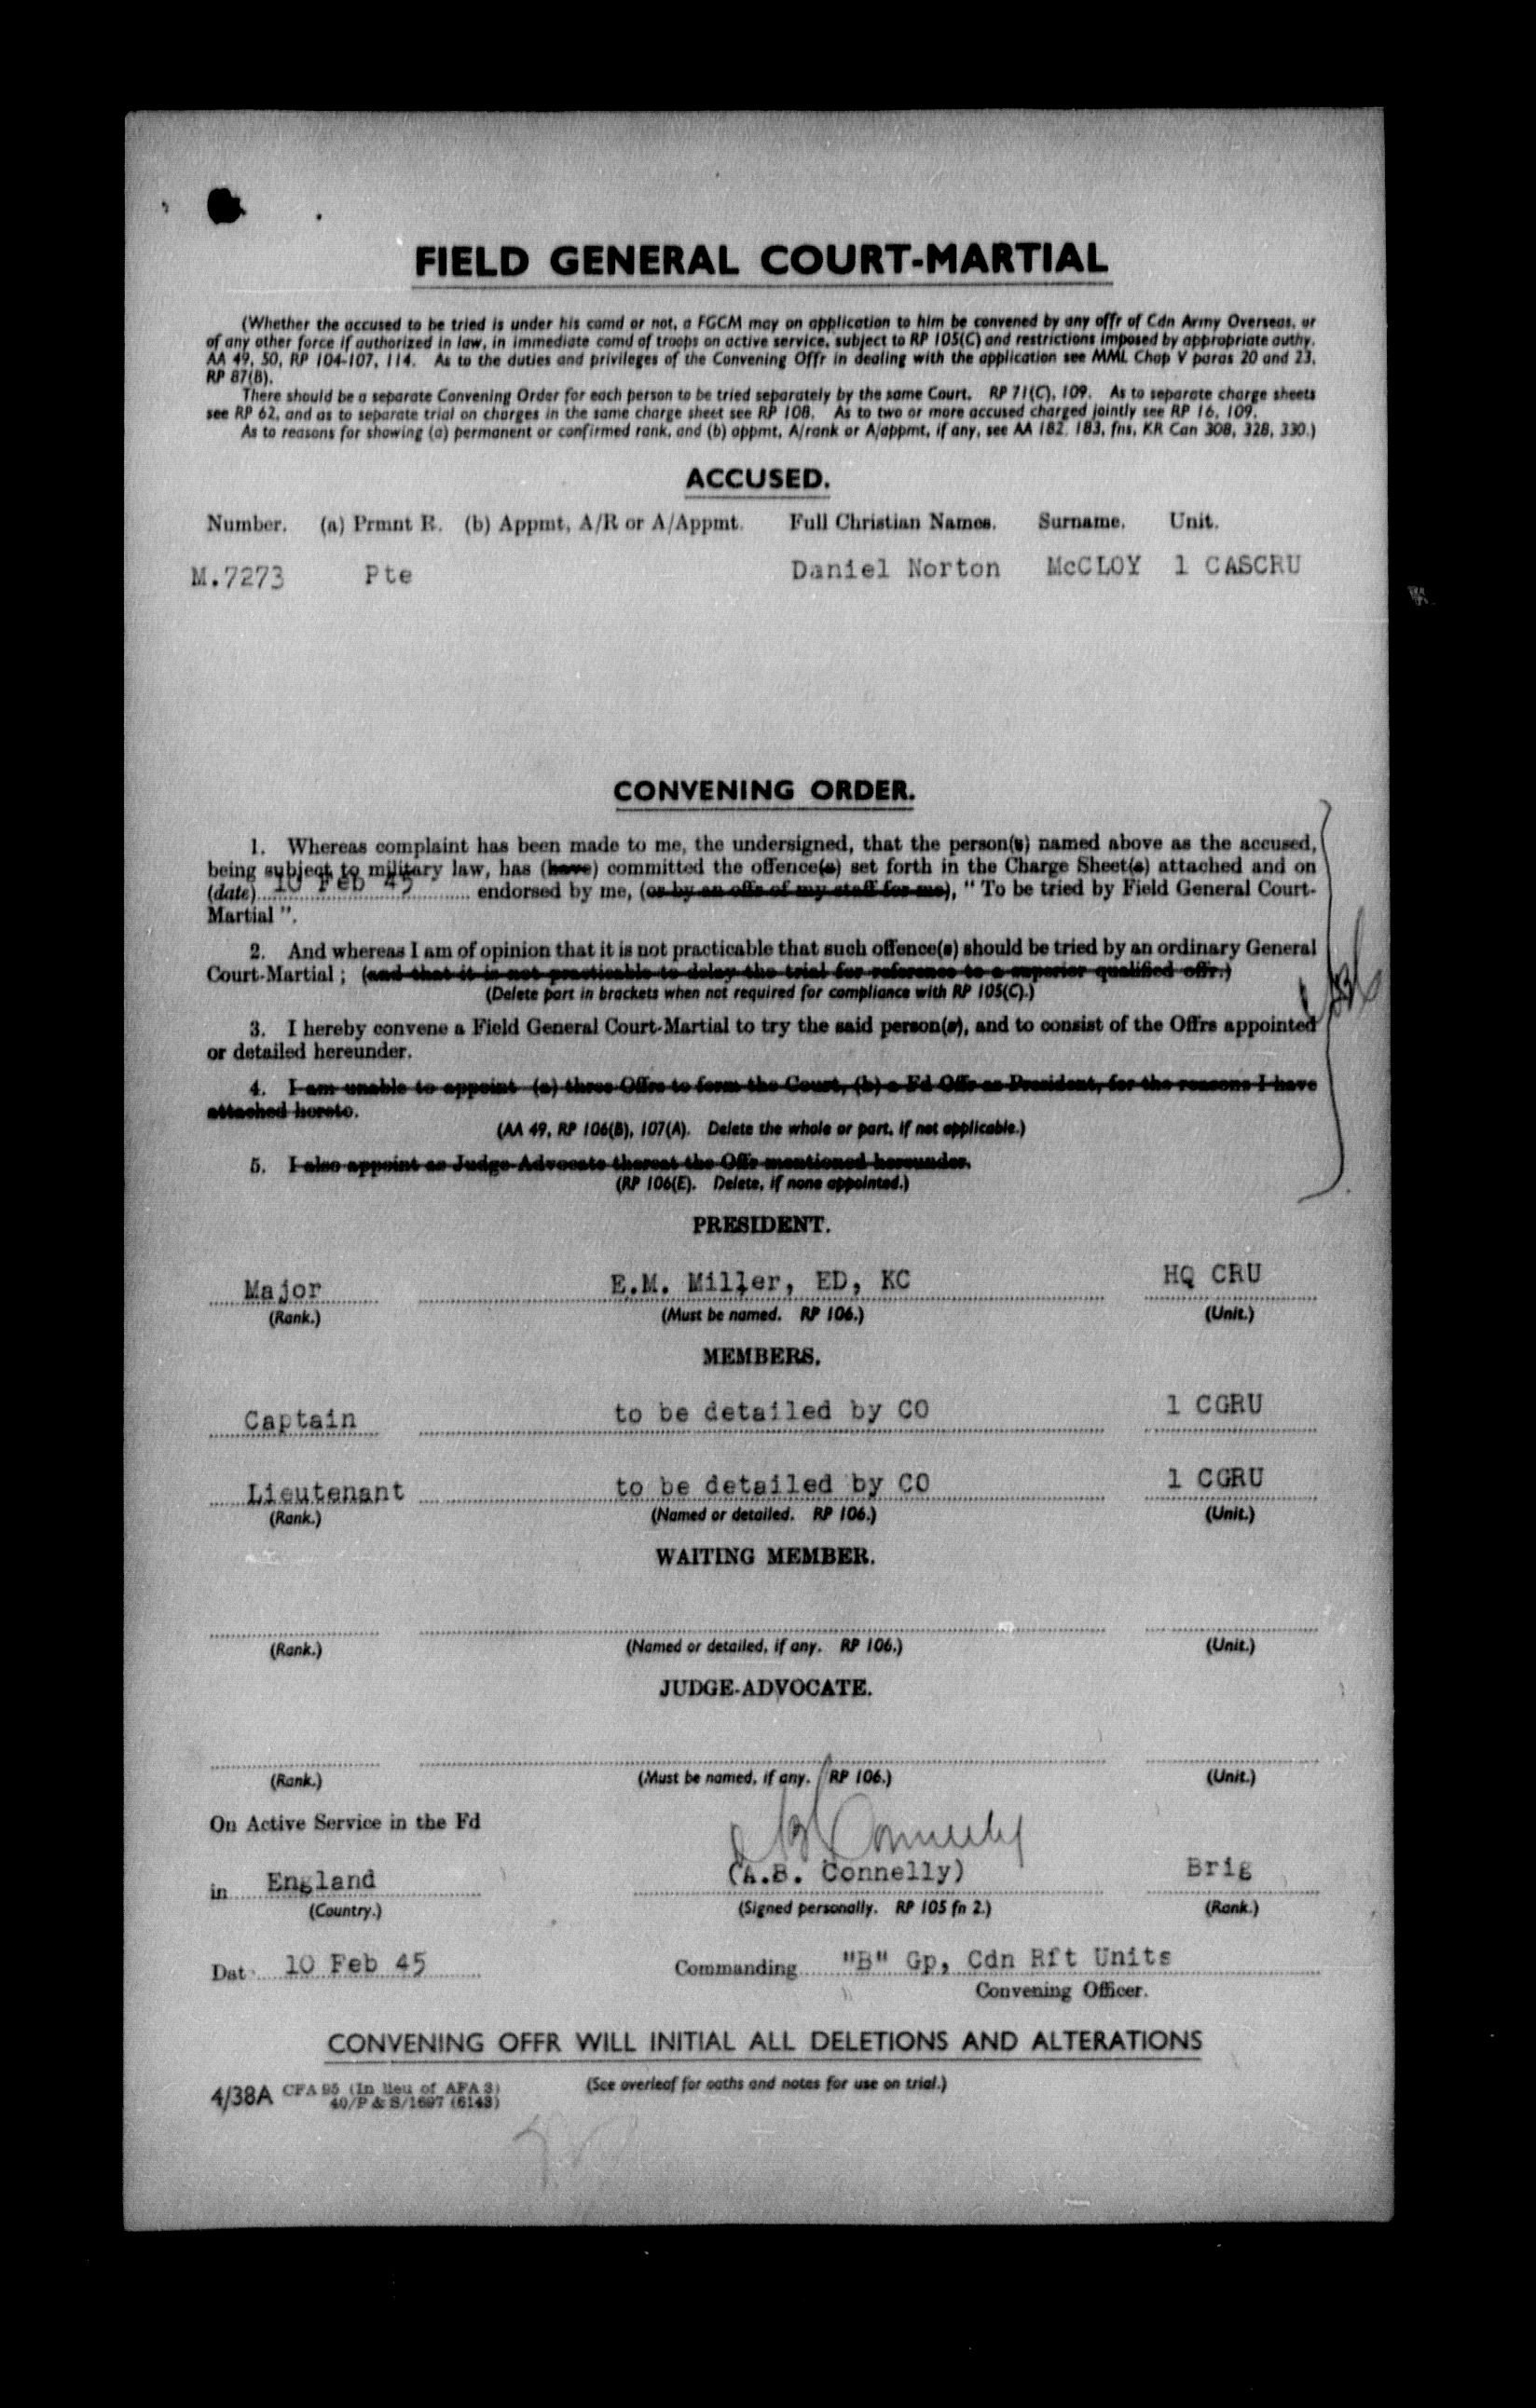 FIELD GENERAL COURT-MARTIAL
(Whether the accused to be tried is under his comd or not, a FGCM may on application to him be convened by any offr of Cdn Army Overseas, or
of any other force if authorized in law, in immediate comd of troops on active service, subject to RP 105(C) and restrictions imposed by appropriate authy.
AA 49, 50, RP 104-107, 114. As to the duties and privileges of the Convening Offr in dealing with the application see MML Chap V paras 20 and 23,
RP 87(B).
There should be a separate Convening Order for each person to be tried separately by the same Court. RP 71(C), 109. As to separate charge sheets
see RP 62, and as to separate trial on charges in the same charge sheet see RP 108. As to two or more accused charged jointly see RP 16, 109.
As to reasons for showing (a) permanent or confirmed rank, and (b) appmt, A/rank or A/appmt, if any, see AA 182, 183, fns, KR Can 308, 328, 330.)
ACCUSED.
Number. (a) Prmnt R. (b) Appmt, A/R or A/Appmt. Full Christian Names. Surname. Unit.
M.7273 Pte Daniel Norton McCLOY 1 CASCRU
CONVENING ORDER.
1. Whereas complaint has been made to me, the undersigned, that the person(s) named above as the accused,
being subject to military law, has (have) committed the offence(s) set forth in the Charge Sheet(s) attached and on
(date) 10 Feb 45 endorsed by me, (or by an offr of my staff for me), " To be tried by Field General Court-
Martial ".
2. And whereas I am of opinion that it is not practicable that such offence(s) should be tried by an ordinary General
Court-Martial ; (and that it is not practicable to delay the trial for reference to a superior qualified offr.)
(Delete part in brackets when not required for compliance with RP 105(C).)
3. I hereby convene a Field General Court-Martial to try the said person(s), and to consist of the Offrs appointed
or detailed hereunder.
4. I am unable to appoint (a) three Offrs to form the Court, (b) a Fd Offr as President, for the reasons I have
attached hereto.
(AA 49, RP 106(B), 107(A). Delete the whole or part, if not applicable.)
5. I also appoint as Judge-Advocate thereat the Offr mentioned hereunder.
(RP 106(E). Delete, if none appointed.)
PRESIDENT.
Major E.M. Miller, ED, KC HQ CRU
(Rank.) (Must be named. RP 106.) (Unit.)
MEMBERS.
Captain to be detailed by CO 1 CGRU
Lieutenant to be detailed by CO 1 CGRU
(Rank.) (Named or detailed. RP 106.) (Unit.)
WAITING MEMBER.
(Rank.) (Named or detailed, if any. RP 106.) (Unit.)
JUDGE-ADVOCATE.
(Rank.) (Must be named, if any. RP 106.) (Unit.)
On Active Service in the Fd
AB Connelly
in England (A.B. Connelly) Brig
(Country.) (Signed personally. RP 105 fn 2.) (Rank.)
Dat 10 Feb 45 Commanding "B" Gp, Cdn Rft Units
Convening Officer.
CONVENING OFFR WILL INITIAL ALL DELETIONS AND ALTERATIONS
4/38A CFA 95 (In lieu of AFA 3) (See overleaf for oaths and notes for use on trial.)
40/P & S/1697 (6143)